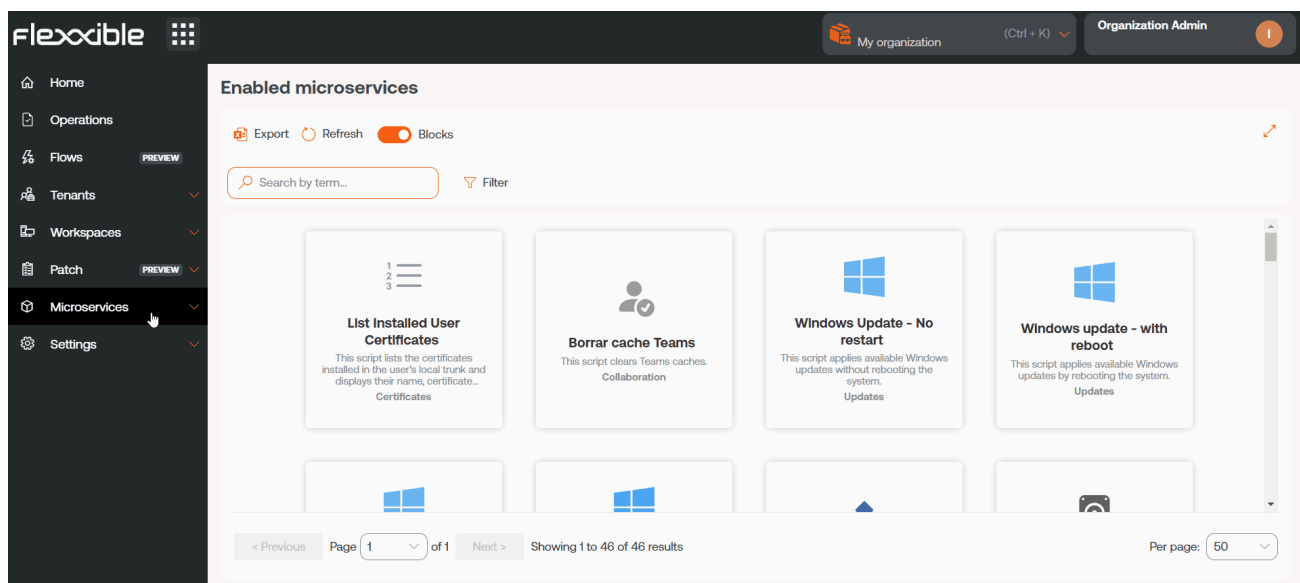 Flexxible
My organization
(Ctrl + K)
Organization Admin
I
Home
Operations
Flows PREVIEW
Tenants
Workspaces
Patch PREVIEW
Microservices
Settings
Enabled microservices
Export Refresh Blocks
Search by term... Filter
1
2
3
List Installed User
Certificates
This script lists the certificates
installed in the user's local trunk and
displays their name, certificate...
Certificates
Borrar cache Teams
This script clears Teams caches.
Collaboration
Windows Update - No
restart
This script applies available Windows
updates without rebooting the
system.
Updates
Windows update - with
reboot
This script applies available Windows
updates by rebooting the system.
Updates
< Previous Page 1 of 1 Next > Showing 1 to 46 of 46 results Per page: 50